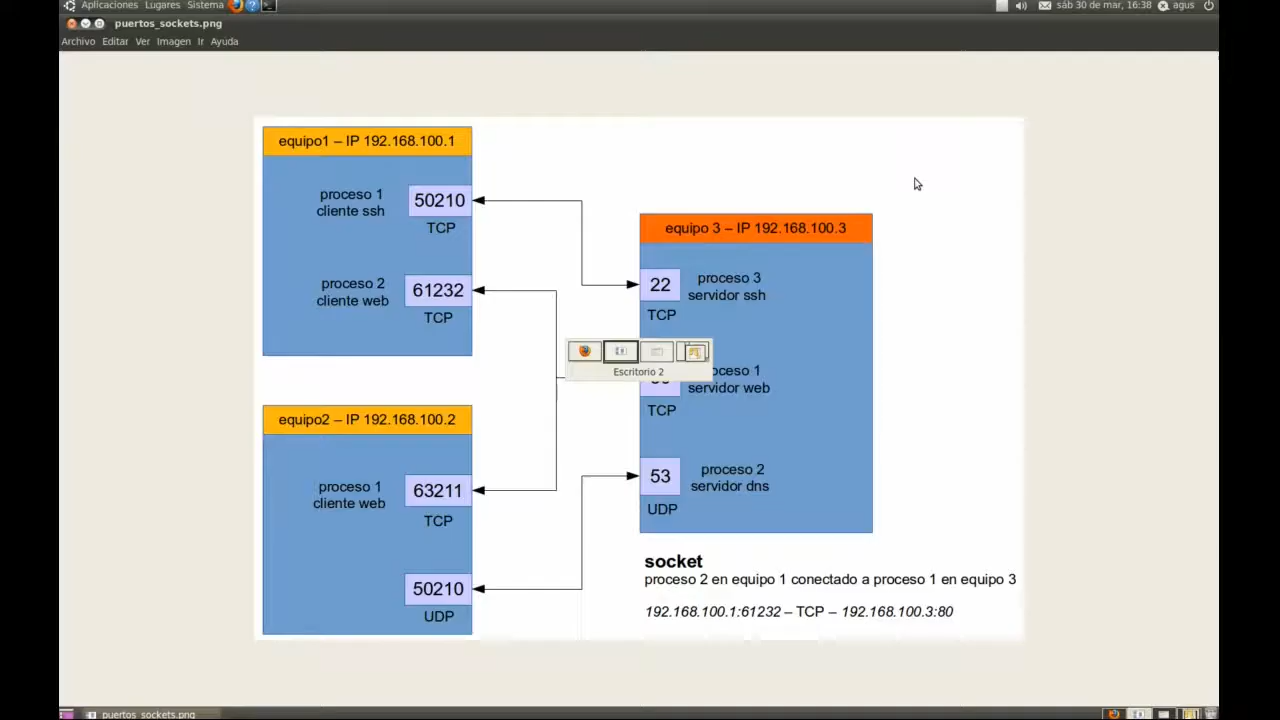 Aplicaciones Lugares Sistema
sáb 30 de mar, 16:38 agus
puertos_sockets.png
Archivo Editar Ver Imagen Ir Ayuda
equipo1 – IP 192.168.100.1
proceso 1
cliente ssh
50210
TCP
proceso 2
cliente web
61232
TCP
equipo2 – IP 192.168.100.2
proceso 1
cliente web
63211
TCP
50210
UDP
equipo 3 – IP 192.168.100.3
22
proceso 3
servidor ssh
TCP
Escritorio 2
servidor web
TCP
53
proceso 2
servidor dns
UDP
socket
proceso 2 en equipo 1 conectado a proceso 1 en equipo 3
192.168.100.1:61232 – TCP – 192.168.100.3:80
puertos_sockets.png